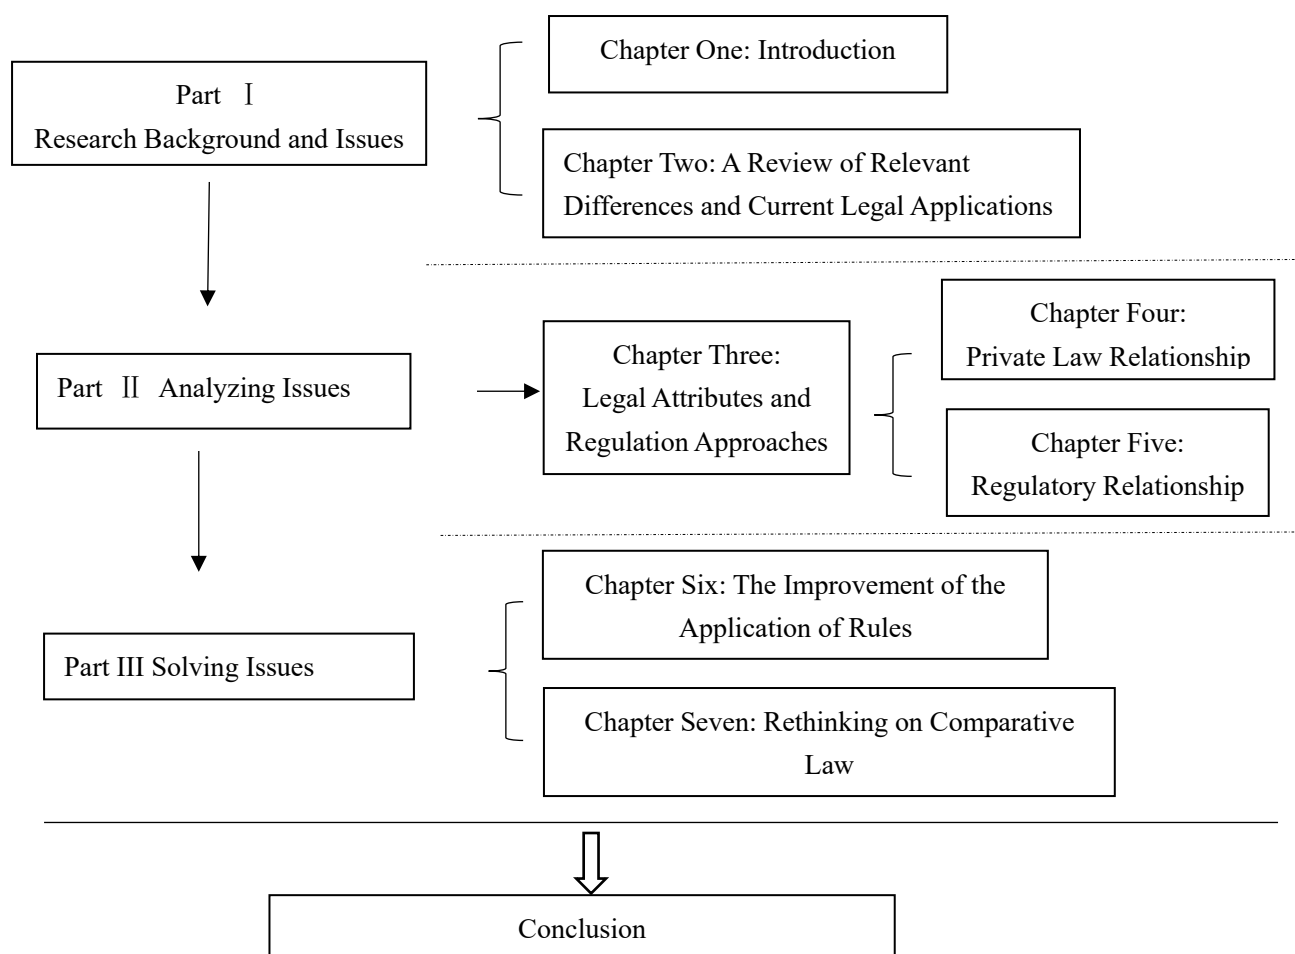 Part Ⅰ
Research Background and Issues
Chapter One: Introduction
Chapter Two: A Review of Relevant
Differences and Current Legal Applications
Part Ⅱ Analyzing Issues
Chapter Three:
Legal Attributes and
Regulation Approaches
Chapter Four:
Private Law Relationship
Chapter Five:
Regulatory Relationship
Part III Solving Issues
Chapter Six: The Improvement of the
Application of Rules
Chapter Seven: Rethinking on Comparative
Law
Conclusion